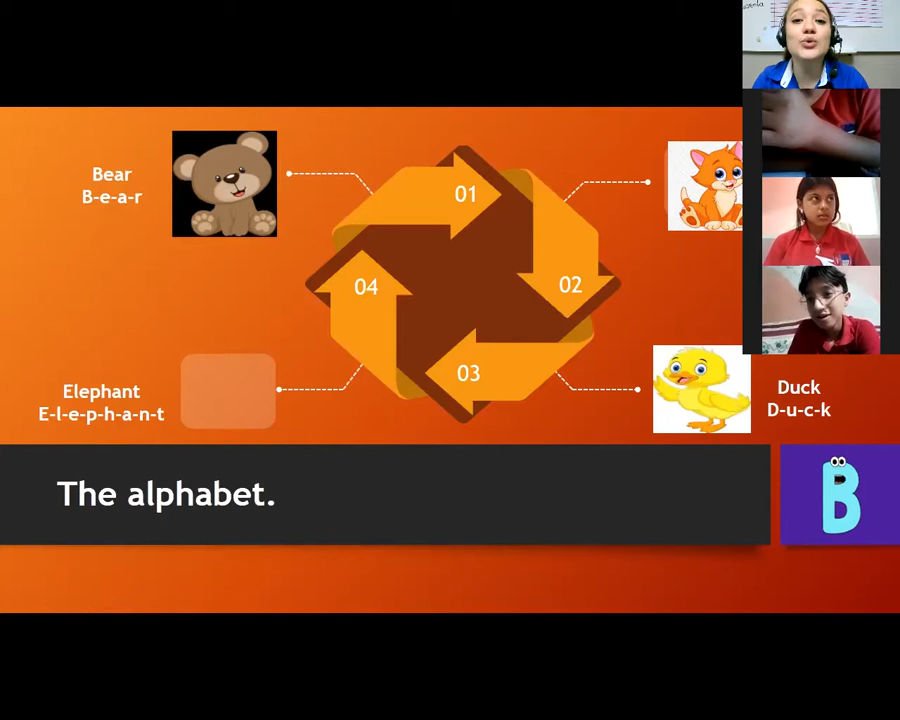 Bear
B-e-a-r
01
02
03
04
Elephant
E-l-e-p-h-a-n-t
Duck
D-u-c-k
The alphabet.
B